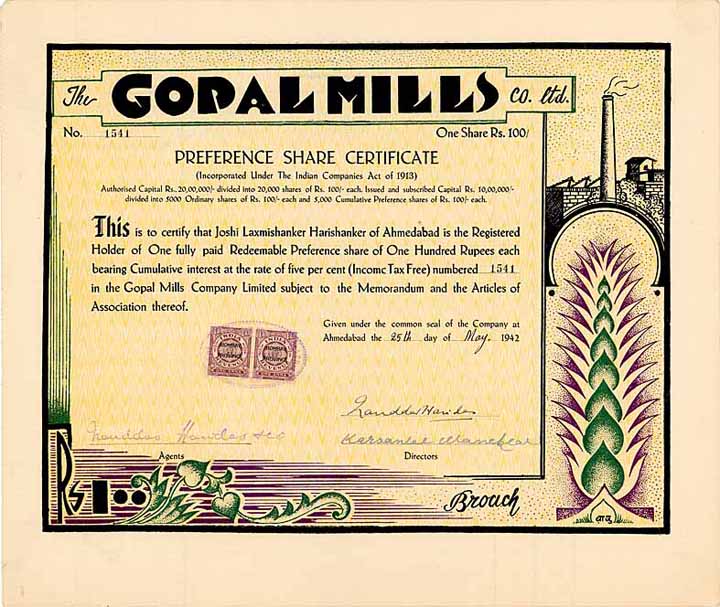 The GOPAL MILLS CO. ltd.
No. 1541 One Share Rs. 100/
PREFERENCE SHARE CERTIFICATE
(Incorporated Under The Indian Companies Act of 1913)
Authorised Capital Rs. 20,00,000/- divided into 20,000 shares of Rs. 100/- each. Issued and subscribed Capital Rs. 10,00,000/-
divided into 5000 Ordinary shares of Rs. 100/- each and 5,000 Cumulative Preference shares of Rs. 100/- each.
This is to certify that Joshi Laxmishanker Harishanker of Ahmedabad is the Registered
Holder of One fully paid Redeemable Preference share of One Hundred Rupees each
bearing Cumulative interest at the rate of five per cent (Income Tax Free) numbered 1541
in the Gopal Mills Company Limited subject to the Memorandum and the Articles of
Association thereof.
Given under the common seal of the Company at
Ahmedabad the 25th day of May. 1942
Agents
Directors
Rs 100
Broach